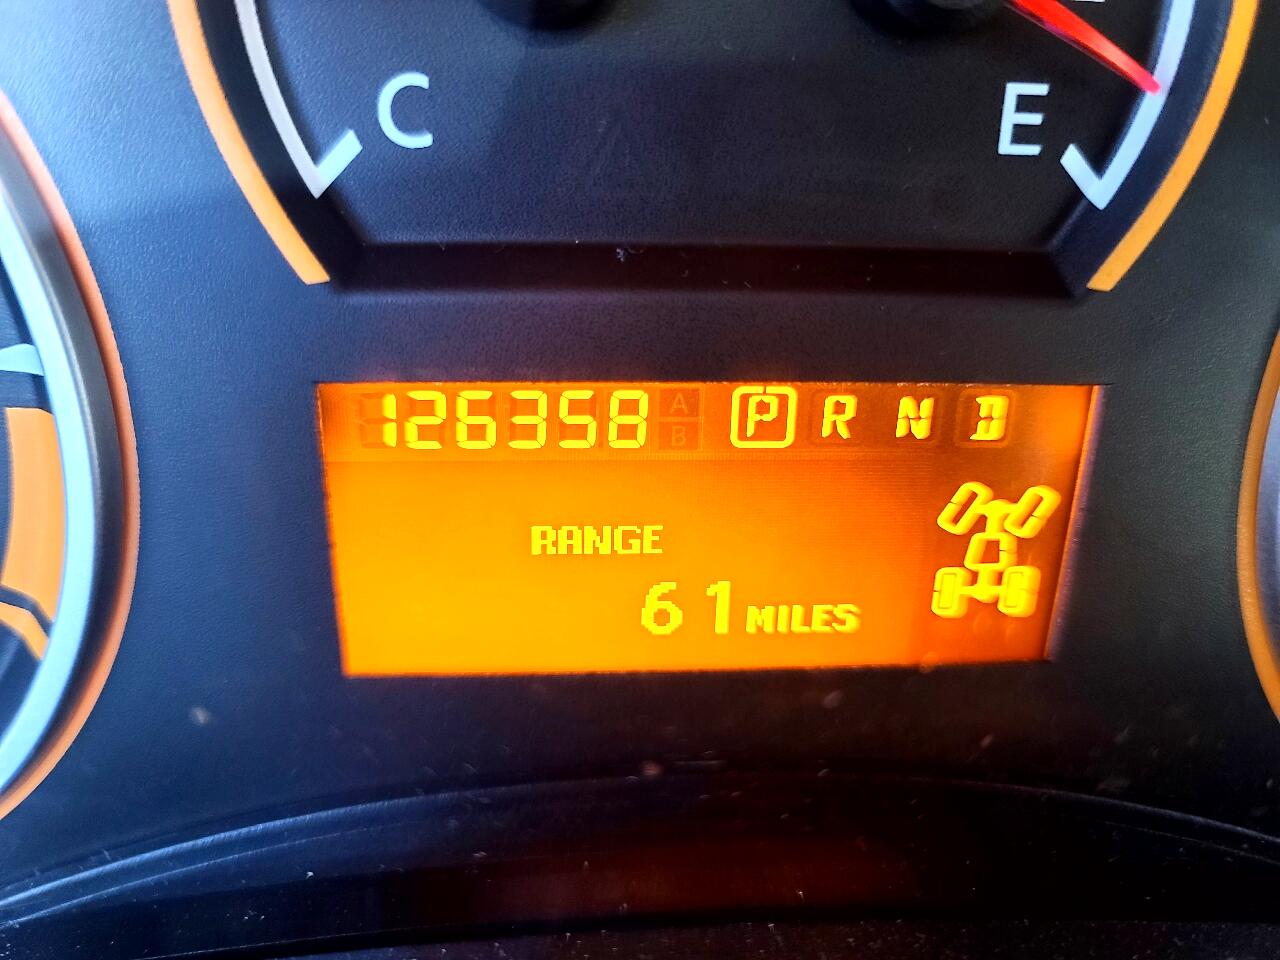 C E
126358 A B P R N D
RANGE
61 MILES